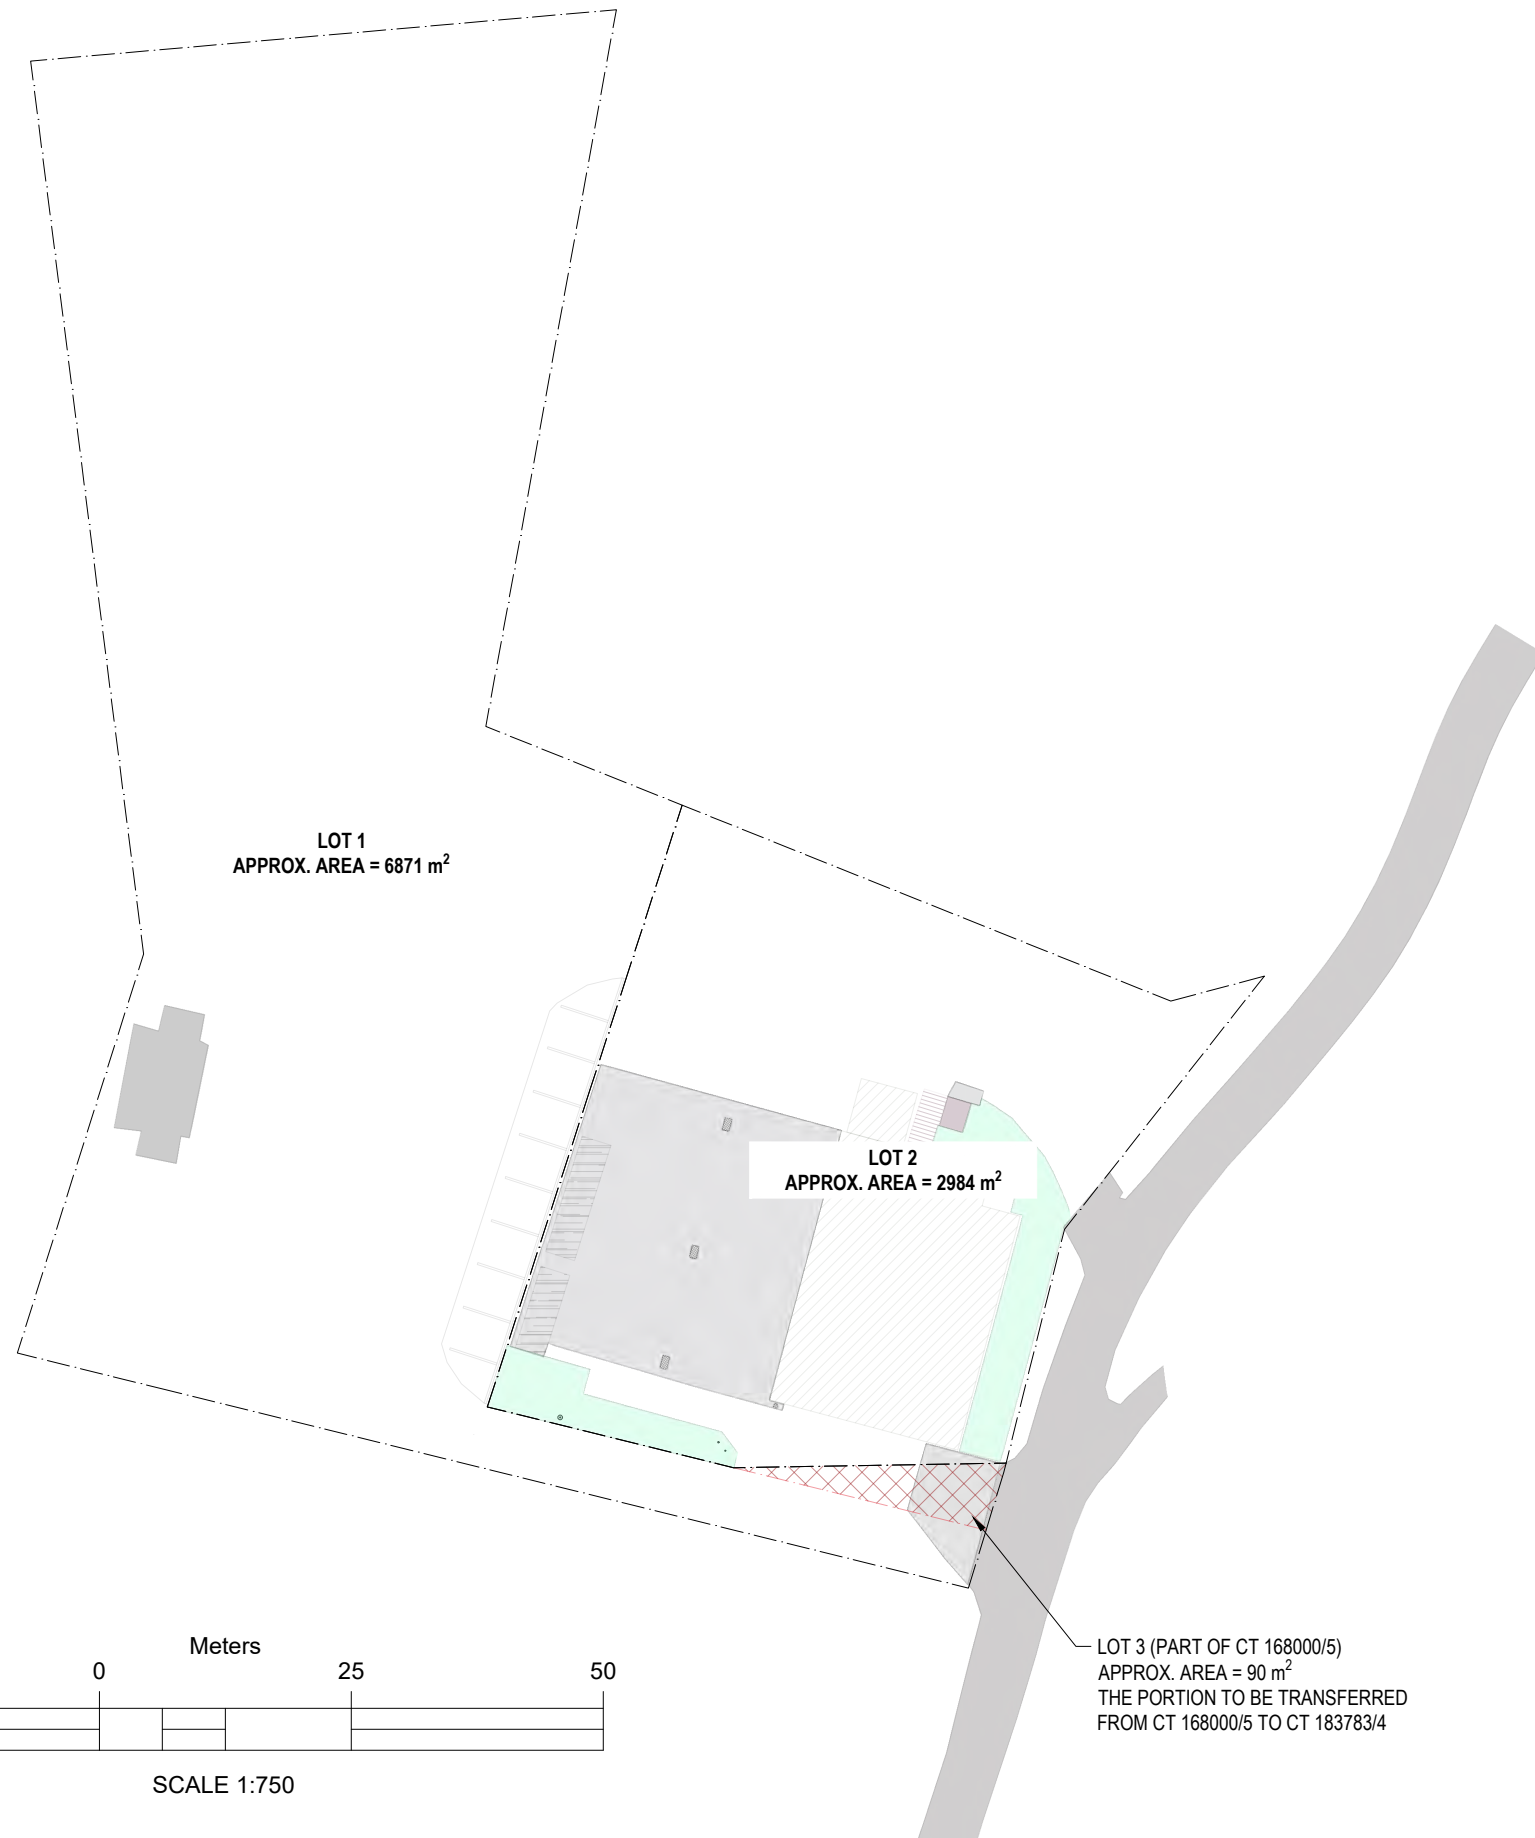 LOT 1
APPROX. AREA = 6871 m²
LOT 2
APPROX. AREA = 2984 m²
LOT 3 (PART OF CT 168000/5)
APPROX. AREA = 90 m²
THE PORTION TO BE TRANSFERRED
FROM CT 168000/5 TO CT 183783/4
Meters
0 25 50
SCALE 1:750